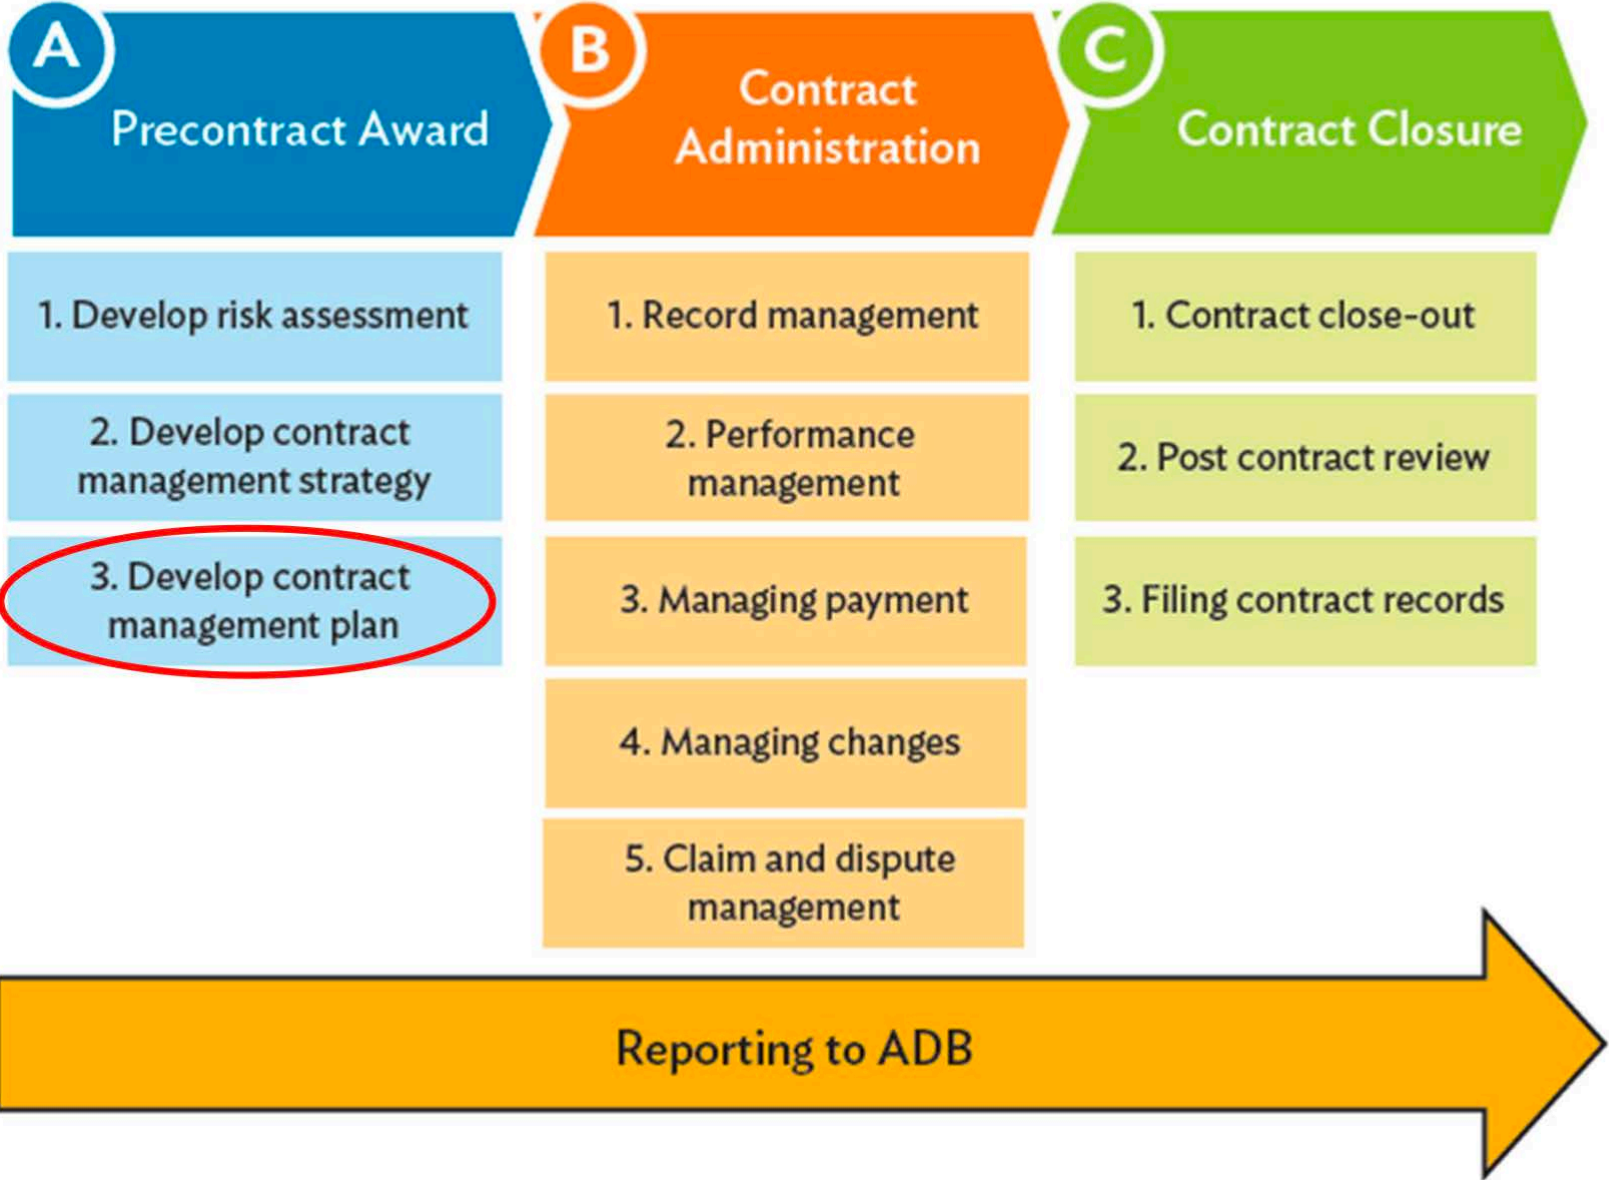 A
Precontract Award
1. Develop risk assessment
2. Develop contract
management strategy
3. Develop contract
management plan
B
Contract
Administration
1. Record management
2. Performance
management
3. Managing payment
4. Managing changes
5. Claim and dispute
management
C
Contract Closure
1. Contract close-out
2. Post contract review
3. Filing contract records
Reporting to ADB